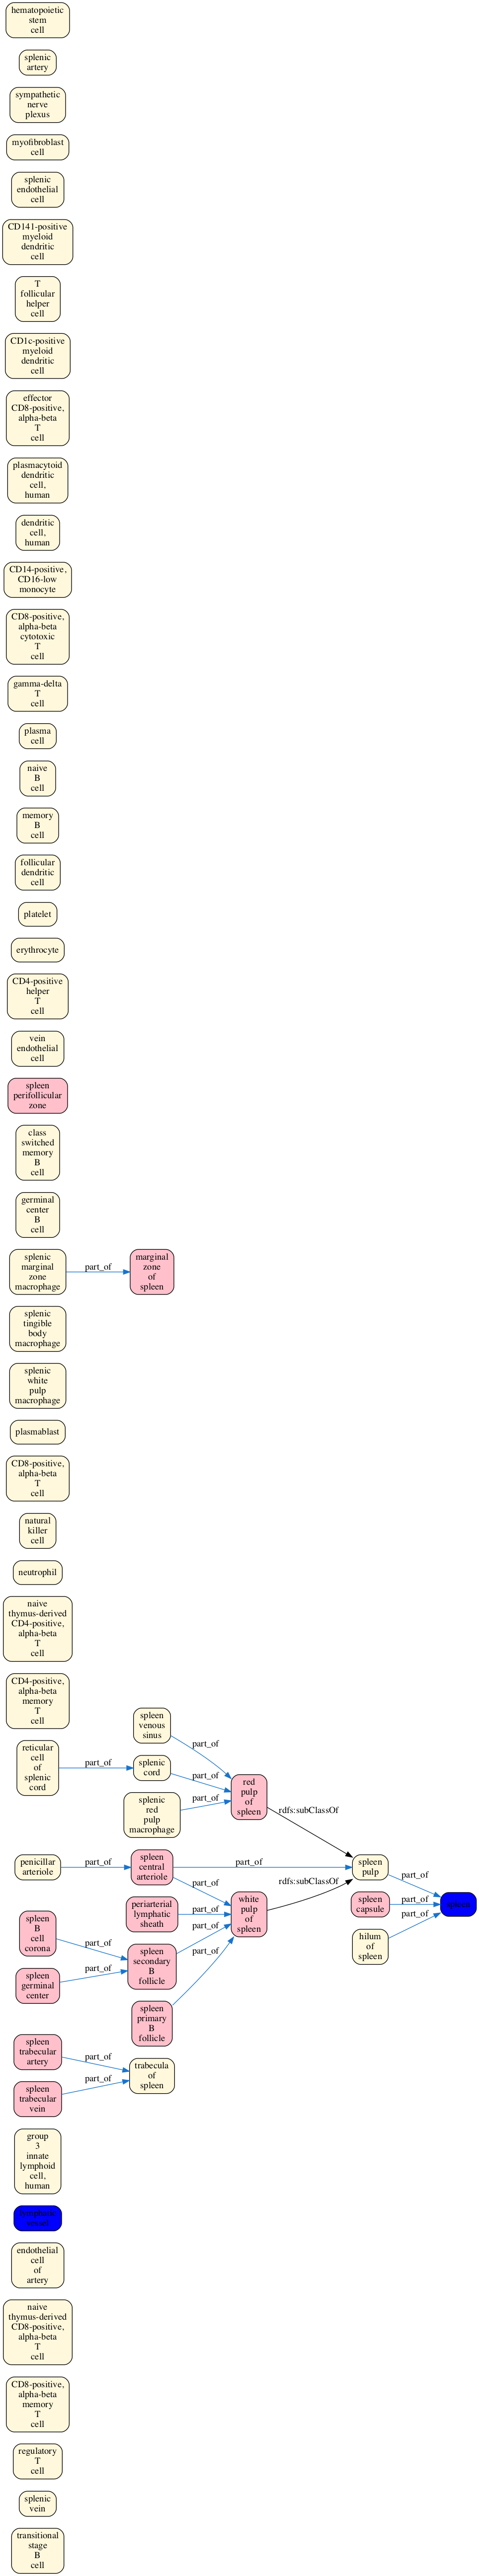 hematopoietic
stem
cell
splenic
artery
sympathetic
nerve
plexus
myofibroblast
cell
splenic
endothelial
cell
CD141-positive
myeloid
dendritic
cell
T
follicular
helper
cell
CD1c-positive
myeloid
dendritic
cell
effector
CD8-positive,
alpha-beta
T
cell
plasmacytoid
dendritic
cell,
human
dendritic
cell,
human
CD14-positive,
CD16-low
monocyte
CD8-positive,
alpha-beta
cytotoxic
T
cell
gamma-delta
T
cell
plasma
cell
naive
B
cell
memory
B
cell
follicular
dendritic
cell
platelet
erythrocyte
CD4-positive
helper
T
cell
vein
endothelial
cell
spleen
perifollicular
zone
class
switched
memory
B
cell
germinal
center
B
cell
splenic
marginal
zone
macrophage
part_of
marginal
zone
of
spleen
splenic
tingible
body
macrophage
splenic
white
pulp
macrophage
plasmablast
CD8-positive,
alpha-beta
T
cell
natural
killer
cell
neutrophil
naive
thymus-derived
CD4-positive,
alpha-beta
T
cell
CD4-positive,
alpha-beta
memory
T
cell
reticular
cell
of
splenic
cord
part_of
spleen
venous
sinus
part_of
splenic
cord
part_of
splenic
red
pulp
macrophage
part_of
red
pulp
of
spleen
rdfs:subClassOf
penicillar
arteriole
part_of
spleen
central
arteriole
part_of
part_of
periarterial
lymphatic
sheath
part_of
white
pulp
of
spleen
rdfs:subClassOf
spleen
pulp
part_of
spleen
capsule
part_of
hilum
of
spleen
part_of
spleen
spleen
B
cell
corona
part_of
spleen
germinal
center
part_of
spleen
secondary
B
follicle
part_of
spleen
primary
B
follicle
part_of
spleen
trabecular
artery
part_of
spleen
trabecular
vein
part_of
trabecula
of
spleen
group
3
innate
lymphoid
cell,
human
lymphatic
vessel
endothelial
cell
of
artery
naive
thymus-derived
CD8-positive,
alpha-beta
T
cell
CD8-positive,
alpha-beta
memory
T
cell
regulatory
T
cell
splenic
vein
transitional
stage
B
cell